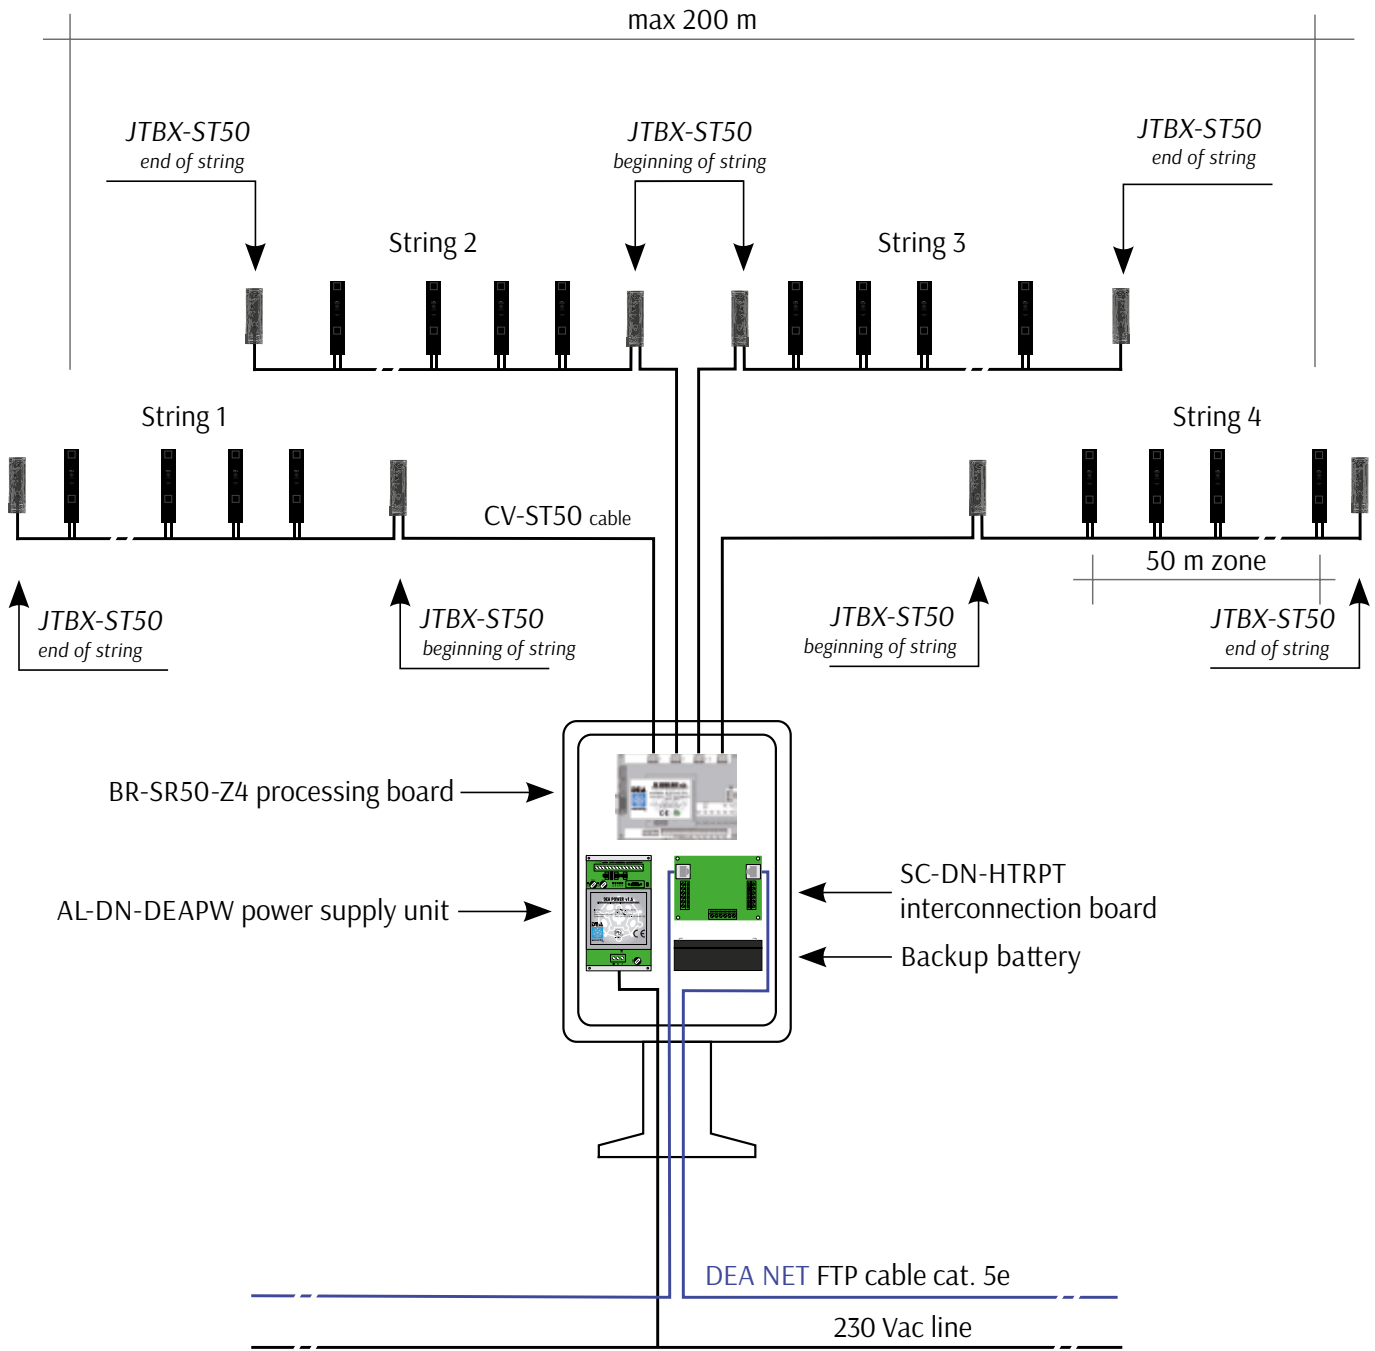 max 200 m
JTBX-ST50
end of string
JTBX-ST50
beginning of string
JTBX-ST50
end of string
String 2
String 3
String 1
String 4
CV-ST50 cable
50 m zone
JTBX-ST50
end of string
JTBX-ST50
beginning of string
JTBX-ST50
beginning of string
JTBX-ST50
end of string
BR-SR50-Z4 processing board
SC-DN-HTRPT
interconnection board
AL-DN-DEAPW power supply unit
DEA POWER v1.5
Backup battery
DEA NET FTP cable cat. 5e
230 Vac line